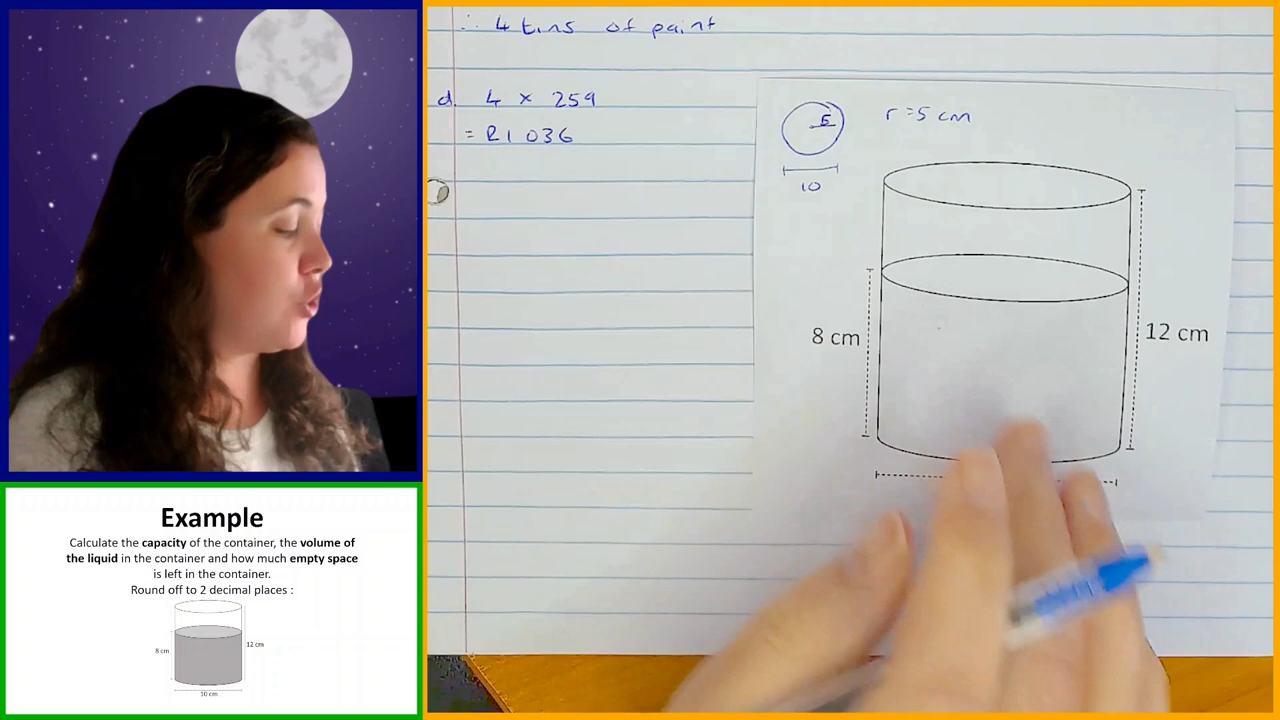 ∴ 4 tins of paint
d. 4 × 259
= R1 036
5
r = 5 cm
10
8 cm
12 cm
Example
Calculate the capacity of the container, the volume of
the liquid in the container and how much empty space
is left in the container.
Round off to 2 decimal places :
8 cm
12 cm
10 cm